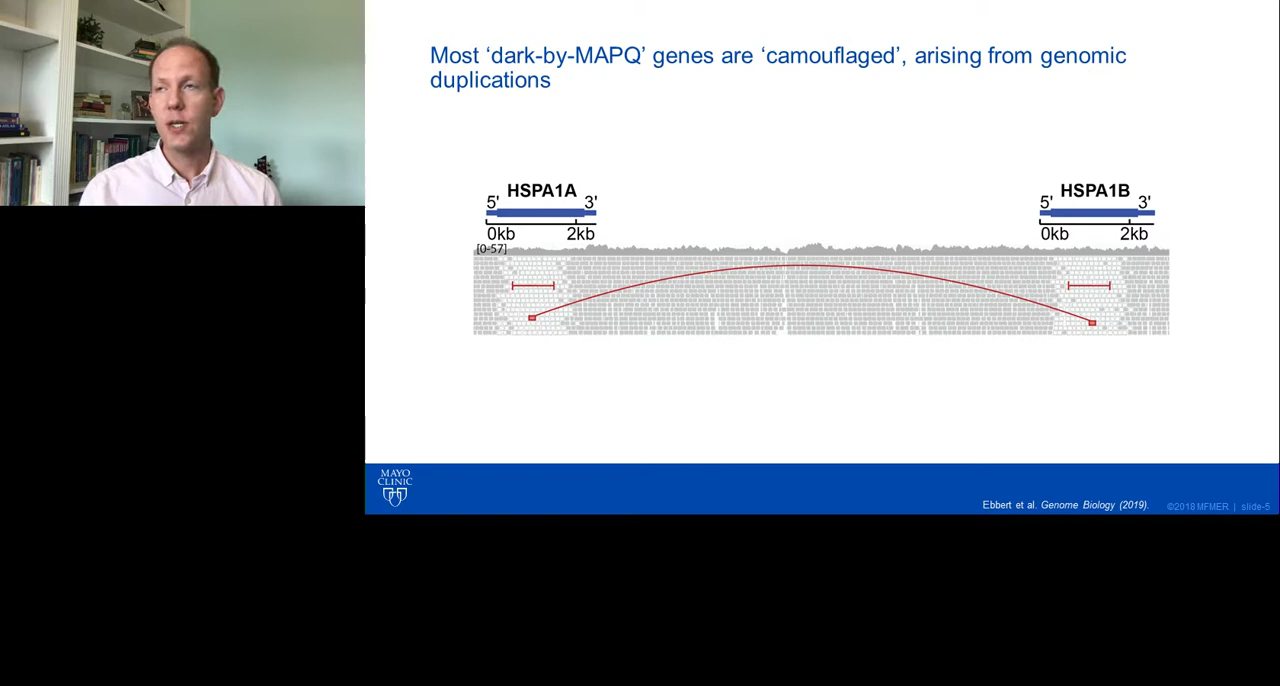 Most ‘dark-by-MAPQ’ genes are ‘camouflaged’, arising from genomic
duplications
HSPA1A
5' 3'
0kb 2kb
[0-57]
HSPA1B
5' 3'
0kb 2kb
MAYO
CLINIC
Ebbert et al. Genome Biology (2019).
©2018 MFMER | slide-5